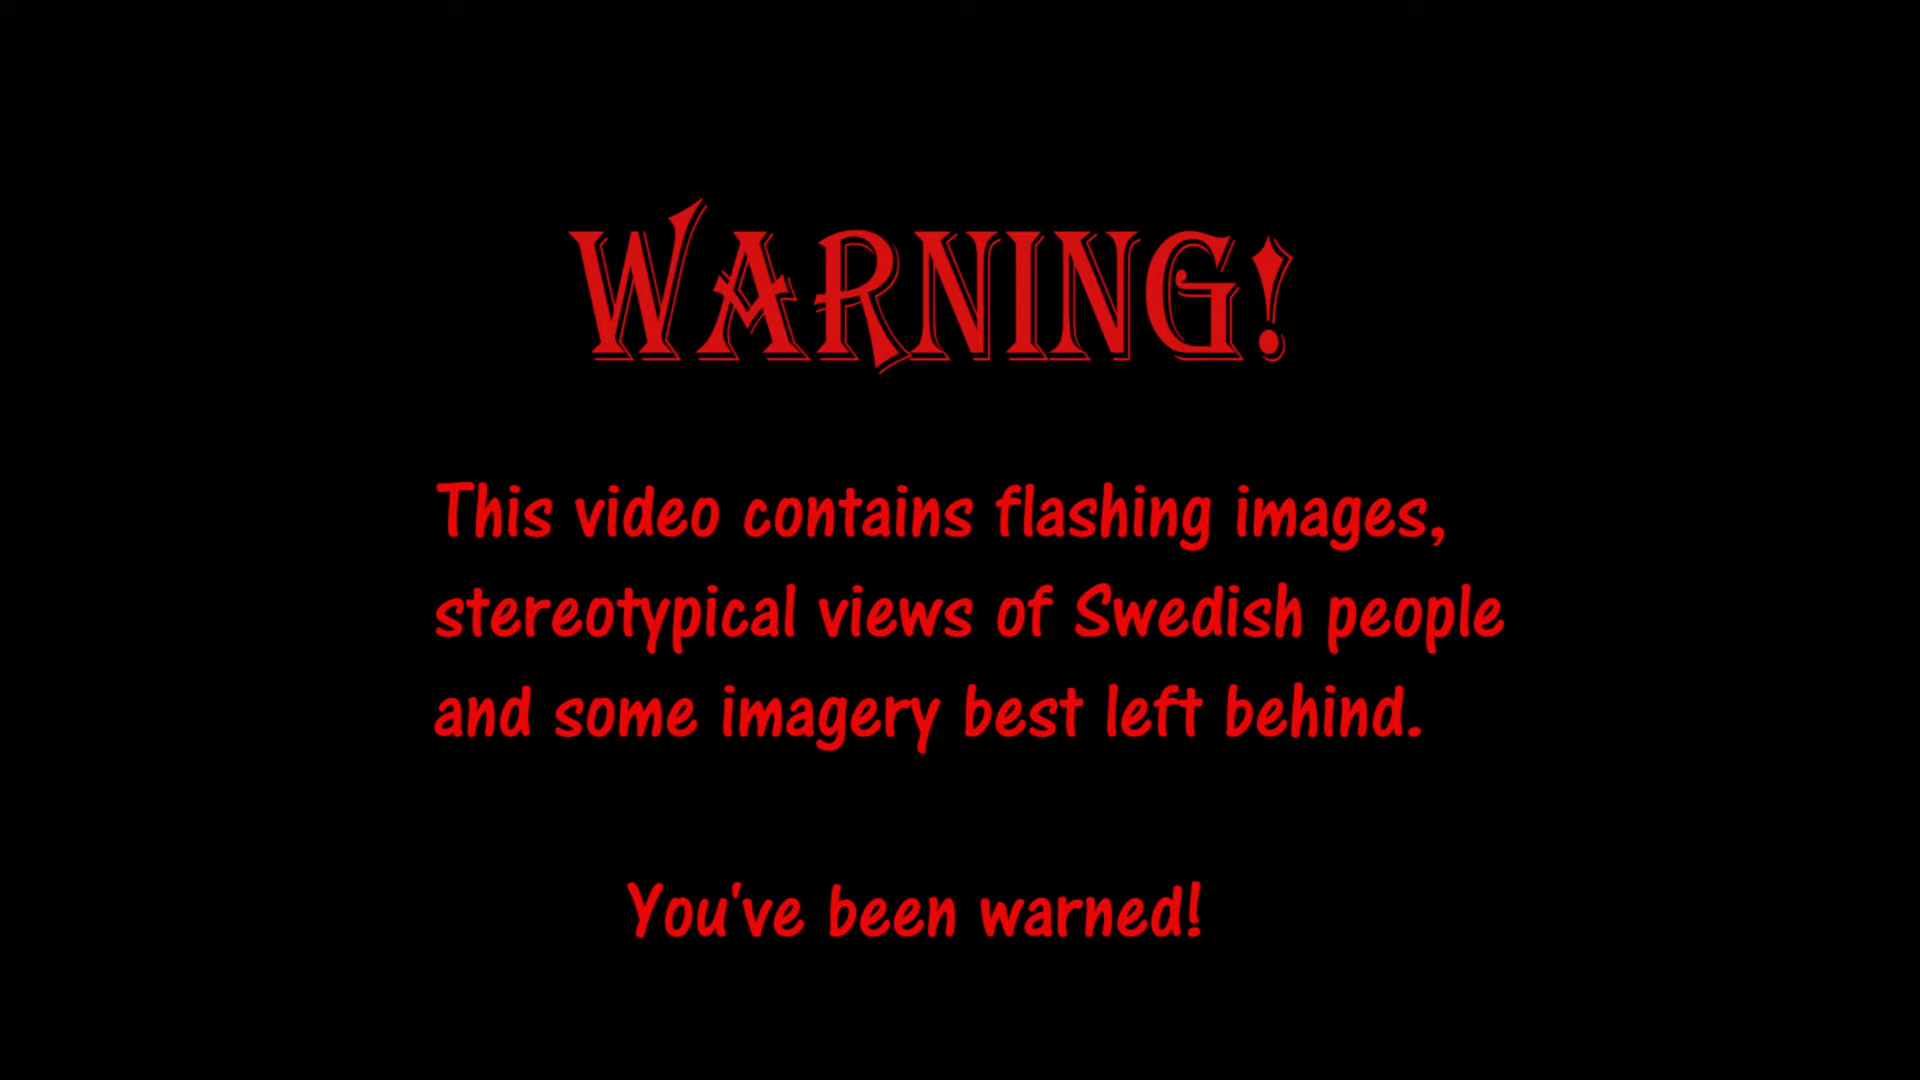 WARNING!
This video contains flashing images,
stereotypical views of Swedish people
and some imagery best left behind.
You've been warned!